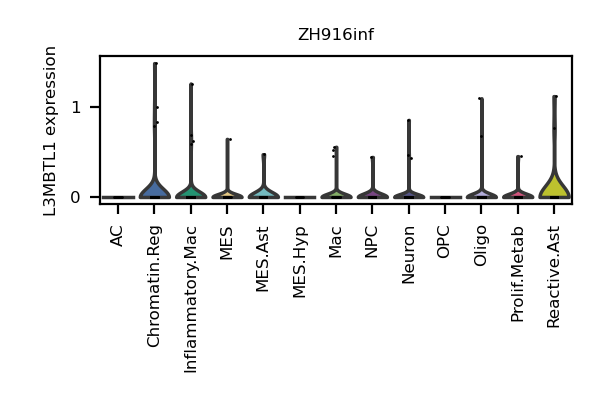 ZH916inf
L3MBTL1 expression
1
0
AC
Chromatin.Reg
Inflammatory.Mac
MES
MES.Ast
MES.Hyp
Mac
NPC
Neuron
OPC
Oligo
Prolif.Metab
Reactive.Ast